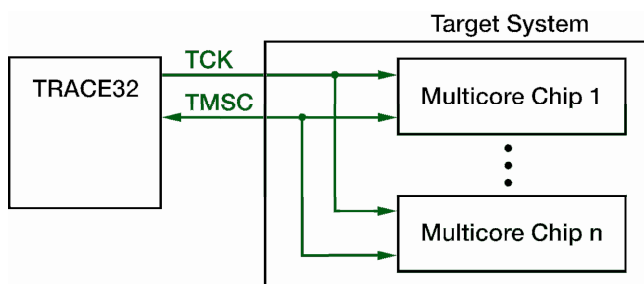 Target System
TCK
TRACE32
Multicore Chip 1
TMSC
Multicore Chip n